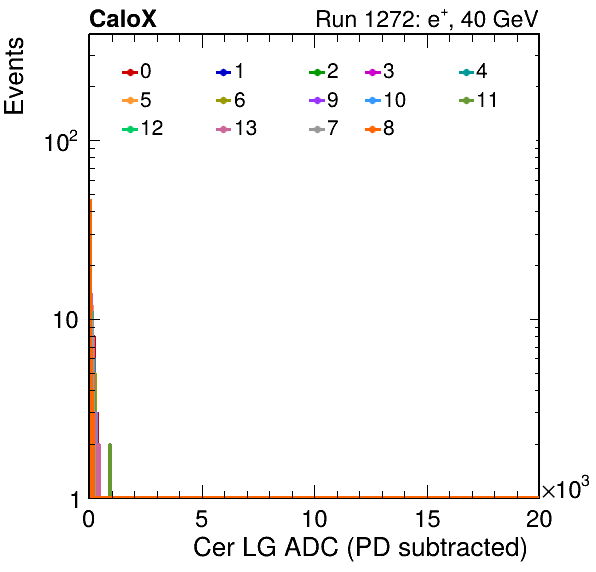 CaloX Run 1272: e+, 40 GeV
Events
0 1 2 3 4
5 6 9 10 11
12 13 7 8
10²
10
1
×10³
0 5 10 15 20
Cer LG ADC (PD subtracted)